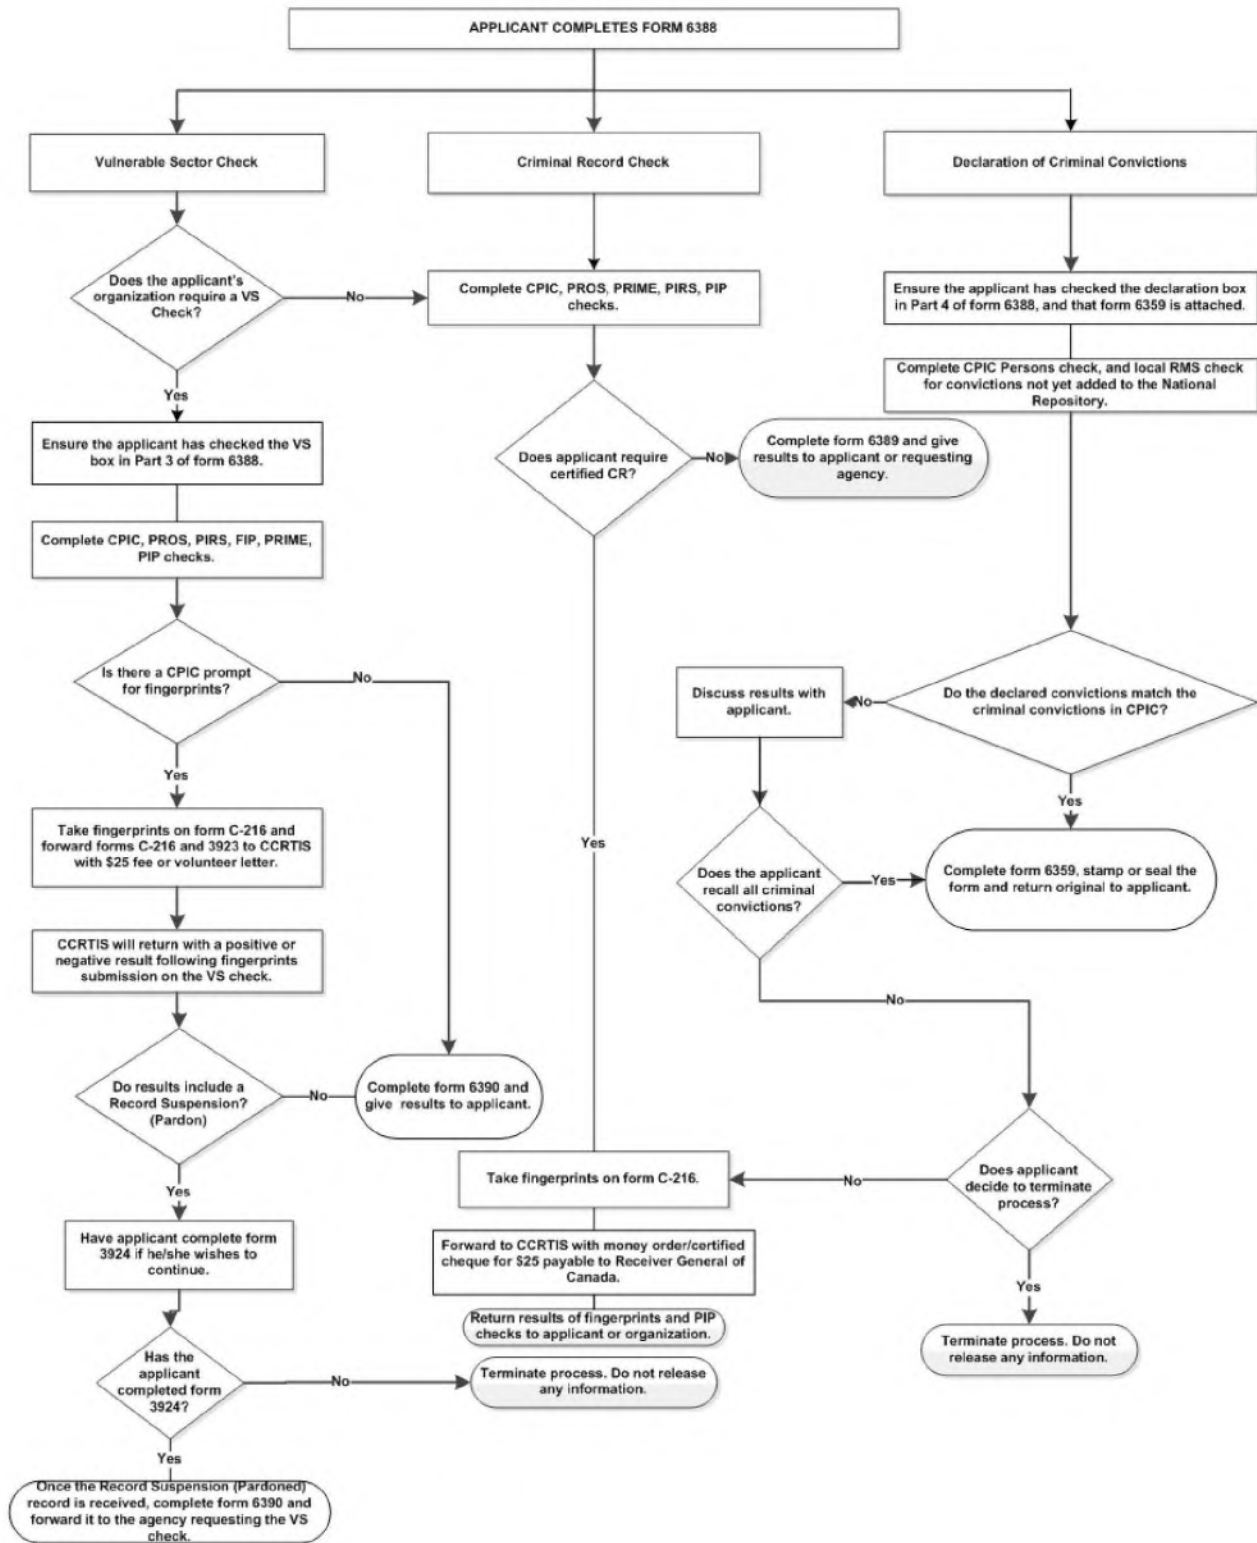 APPLICANT COMPLETES FORM 6388
Vulnerable Sector Check
Criminal Record Check
Declaration of Criminal Convictions
Does the applicant's
organization require a VS
Check?
No
Complete CPIC, PROS, PRIME, PIRS, PIP
checks.
Ensure the applicant has checked the declaration box
in Part 4 of form 6388, and that form 6359 is attached.
Yes
Complete CPIC Persons check, and local RMS check
for convictions not yet added to the National
Repository.
Ensure the applicant has checked the VS
box in Part 3 of form 6388.
Does applicant require
certified CR?
No
Complete form 6389 and give
results to applicant or requesting
agency.
Complete CPIC, PROS, PIRS, FIP, PRIME,
PIP checks.
Is there a CPIC prompt
for fingerprints?
No
Discuss results with
applicant.
No
Do the declared convictions match the
criminal convictions in CPIC?
Yes
Yes
Take fingerprints on form C-216 and
forward forms C-216 and 3923 to CCRTIS
with $25 fee or volunteer letter.
Yes
Does the applicant
recall all criminal
convictions?
Yes
Complete form 6359, stamp or seal the
form and return original to applicant.
CCRTIS will return with a positive or
negative result following fingerprints
submission on the VS check.
No
Do results include a
Record Suspension?
(Pardon)
No
Complete form 6390 and
give results to applicant.
Yes
Take fingerprints on form C-216.
No
Does applicant
decide to terminate
process?
Have applicant complete form
3924 if he/she wishes to
continue.
Forward to CCRTIS with money order/certified
cheque for $25 payable to Receiver General of
Canada.
Yes
Return results of fingerprints and PIP
checks to applicant or organization.
Terminate process. Do not
release any information.
Has the
applicant
completed form
3924?
No
Terminate process. Do not release
any information.
Yes
Once the Record Suspension (Pardoned)
record is received, complete form 6390 and
forward it to the agency requesting the VS
check.